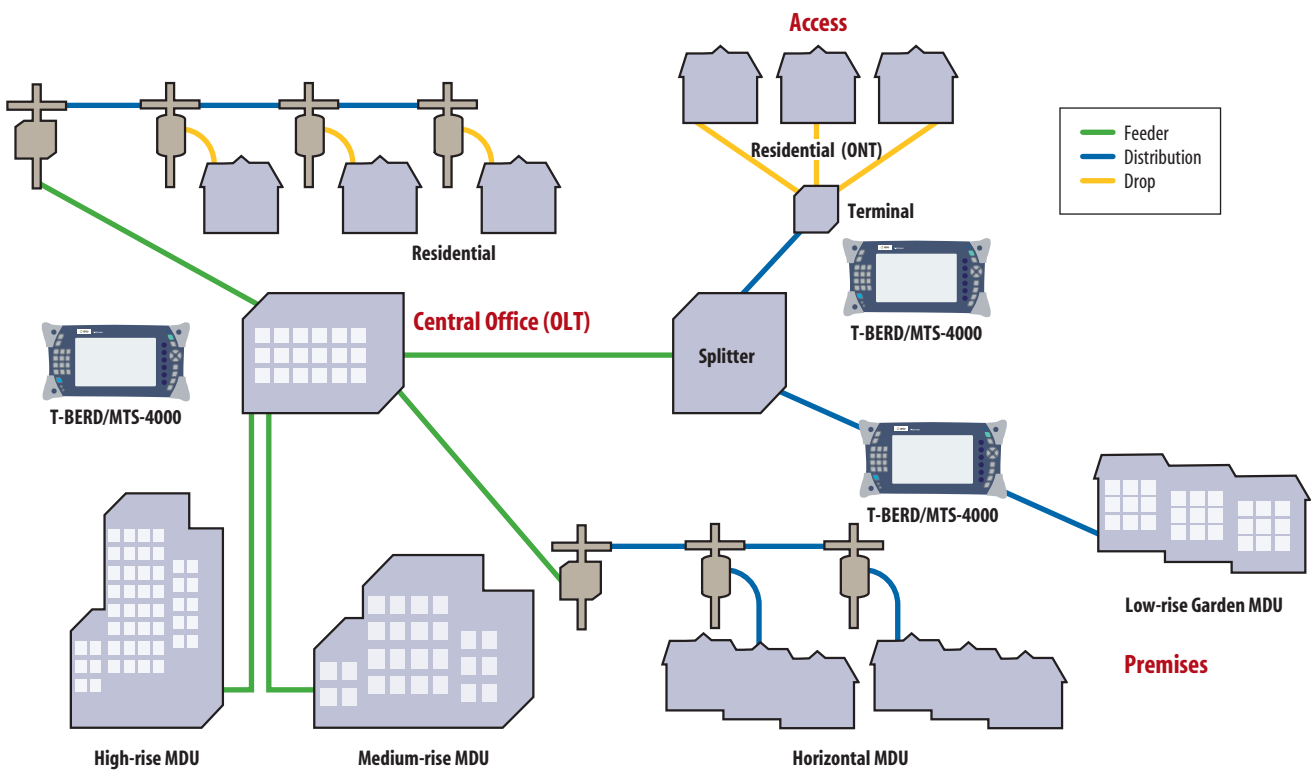 Access
Feeder
Distribution
Drop
Residential (ONT)
Terminal
Residential
Central Office (OLT)
T-BERD/MTS-4000
Splitter
T-BERD/MTS-4000
T-BERD/MTS-4000
Low-rise Garden MDU
Premises
High-rise MDU
Medium-rise MDU
Horizontal MDU